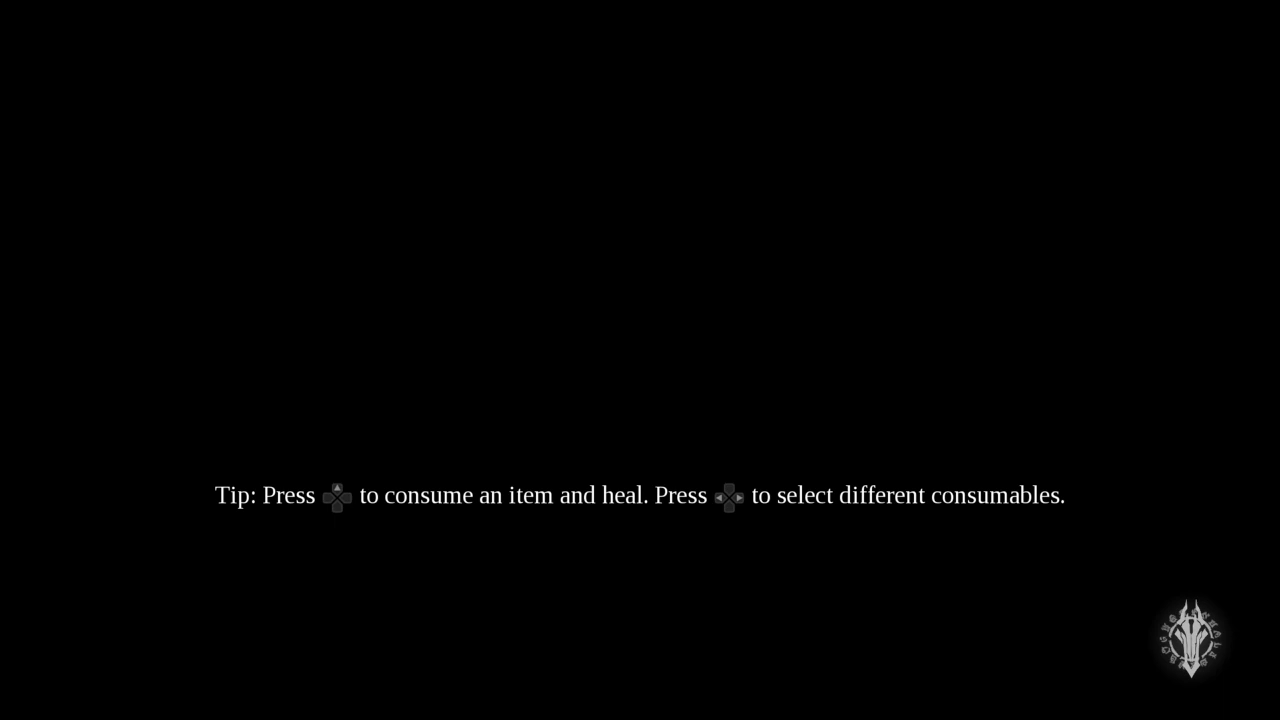 Tip: Press to consume an item and heal. Press to select different consumables.